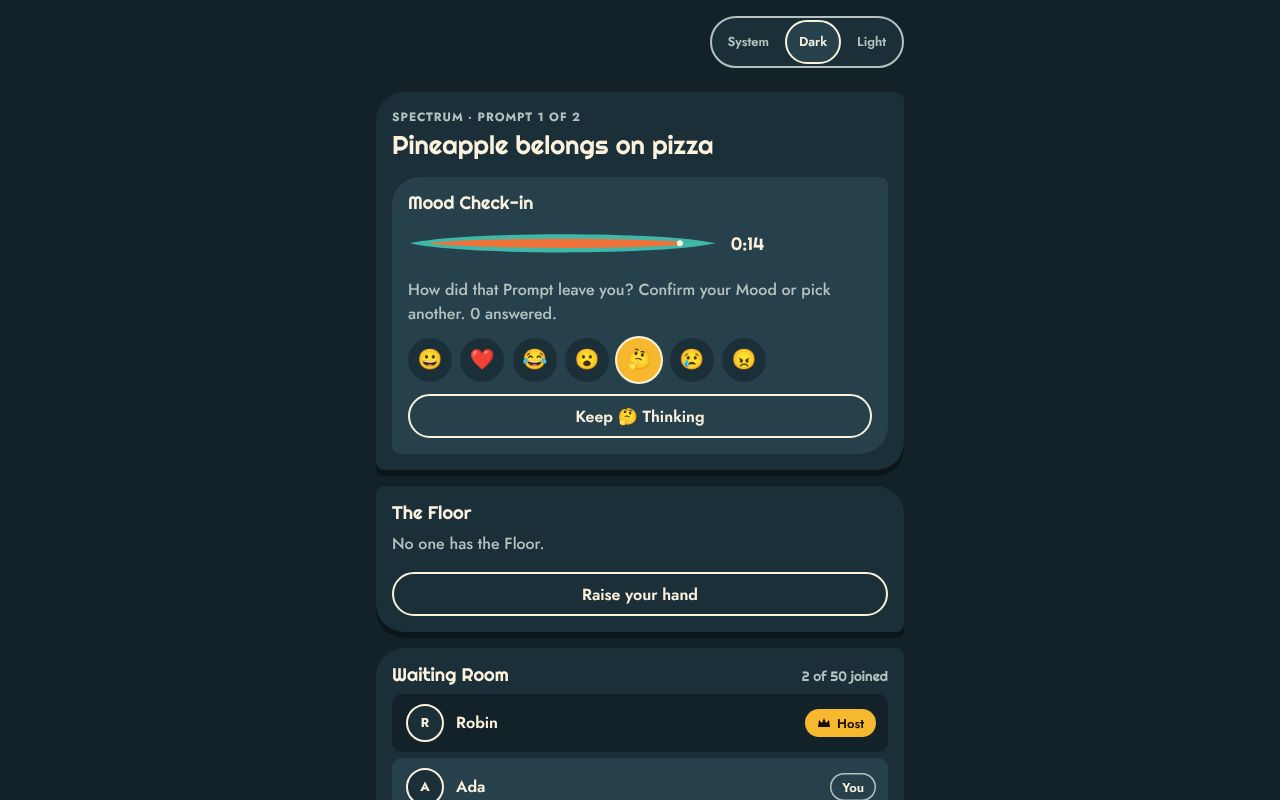 System Dark Light
SPECTRUM · PROMPT 1 OF 2
Pineapple belongs on pizza
Mood Check-in
0:14
How did that Prompt leave you? Confirm your Mood or pick
another. 0 answered.
Keep 🤔 Thinking
The Floor
No one has the Floor.
Raise your hand
Waiting Room 2 of 50 joined
R Robin Host
A Ada You